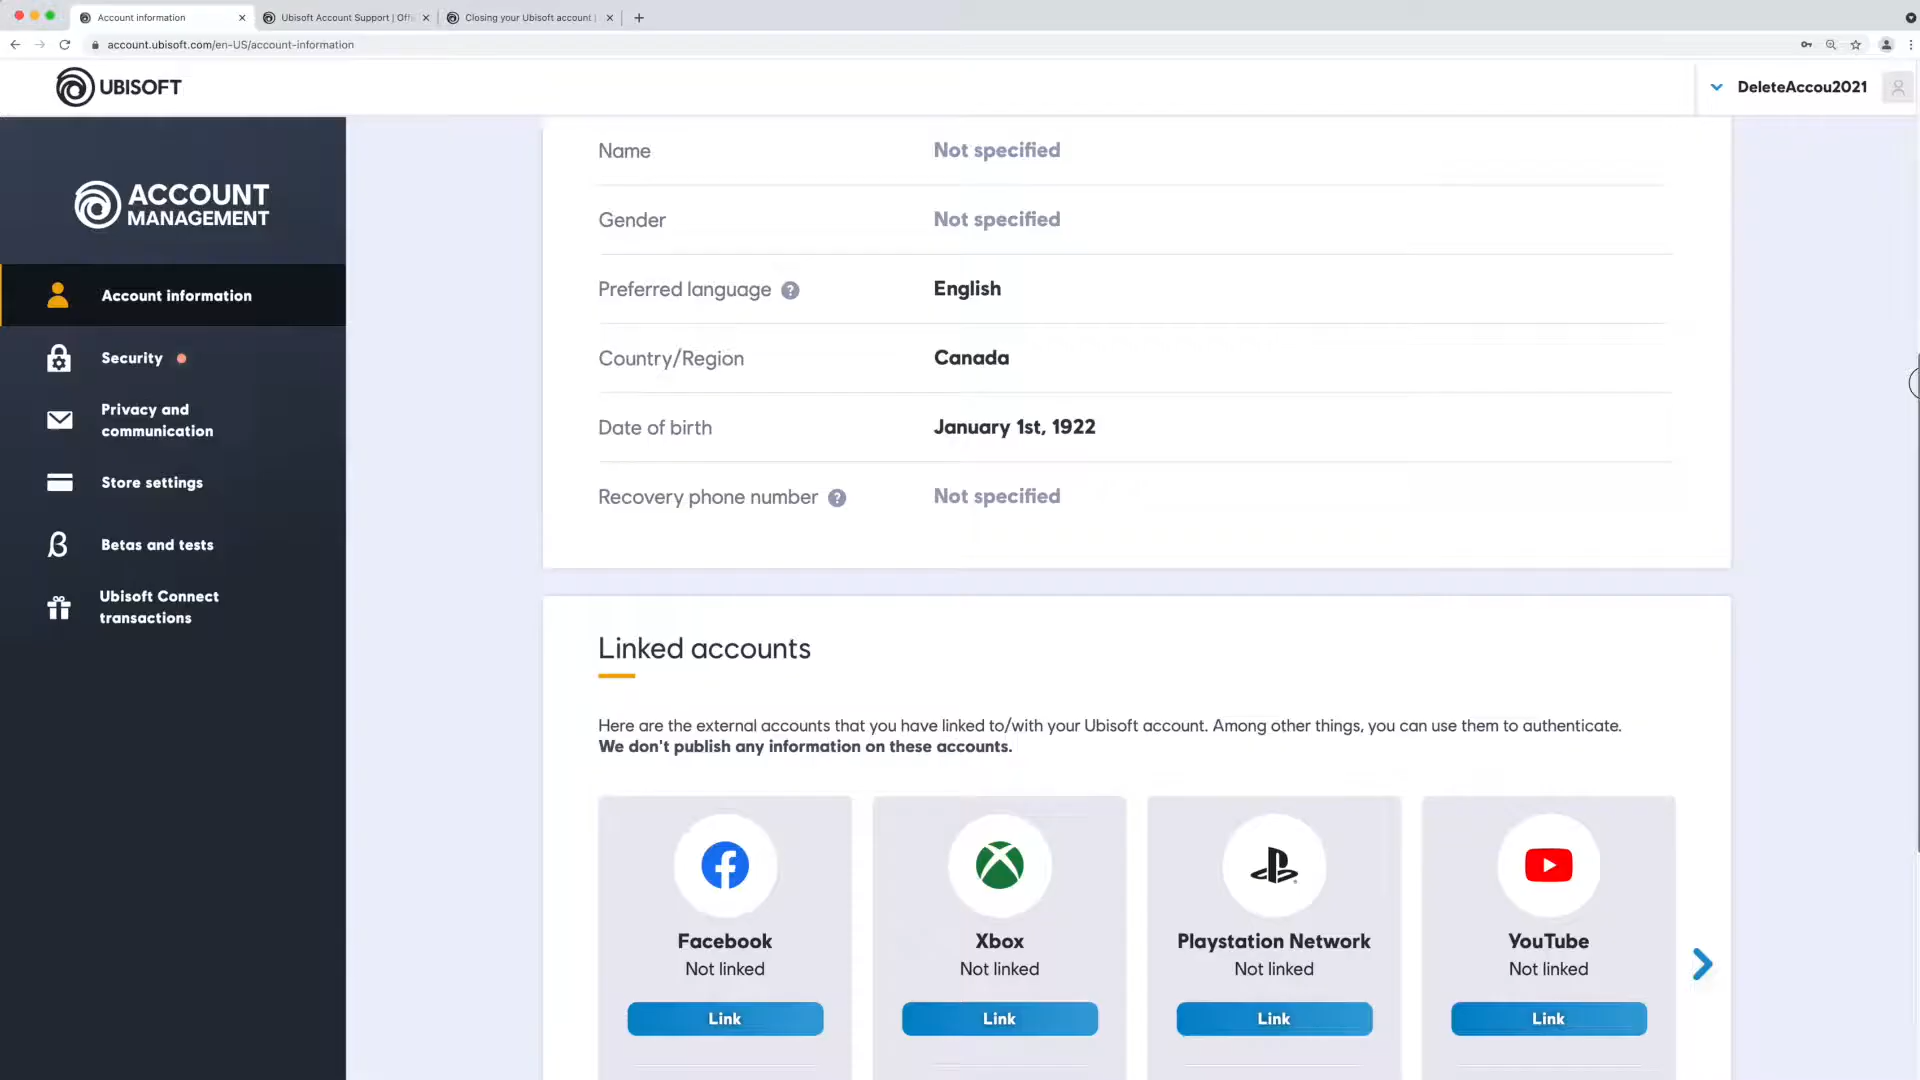 Account information
Ubisoft Account Support | Offi
Closing your Ubisoft account |
account.ubisoft.com/en-US/account-information
UBISOFT
DeleteAccou2021
ACCOUNT
MANAGEMENT
Account information
Security
Privacy and
communication
Store settings
Betas and tests
Ubisoft Connect
transactions
Name
Not specified
Gender
Not specified
Preferred language ?
English
Country/Region
Canada
Date of birth
January 1st, 1922
Recovery phone number ?
Not specified
Linked accounts
Here are the external accounts that you have linked to/with your Ubisoft account. Among other things, you can use them to authenticate.
We don't publish any information on these accounts.
Facebook
Not linked
Link
Xbox
Not linked
Link
Playstation Network
Not linked
Link
YouTube
Not linked
Link